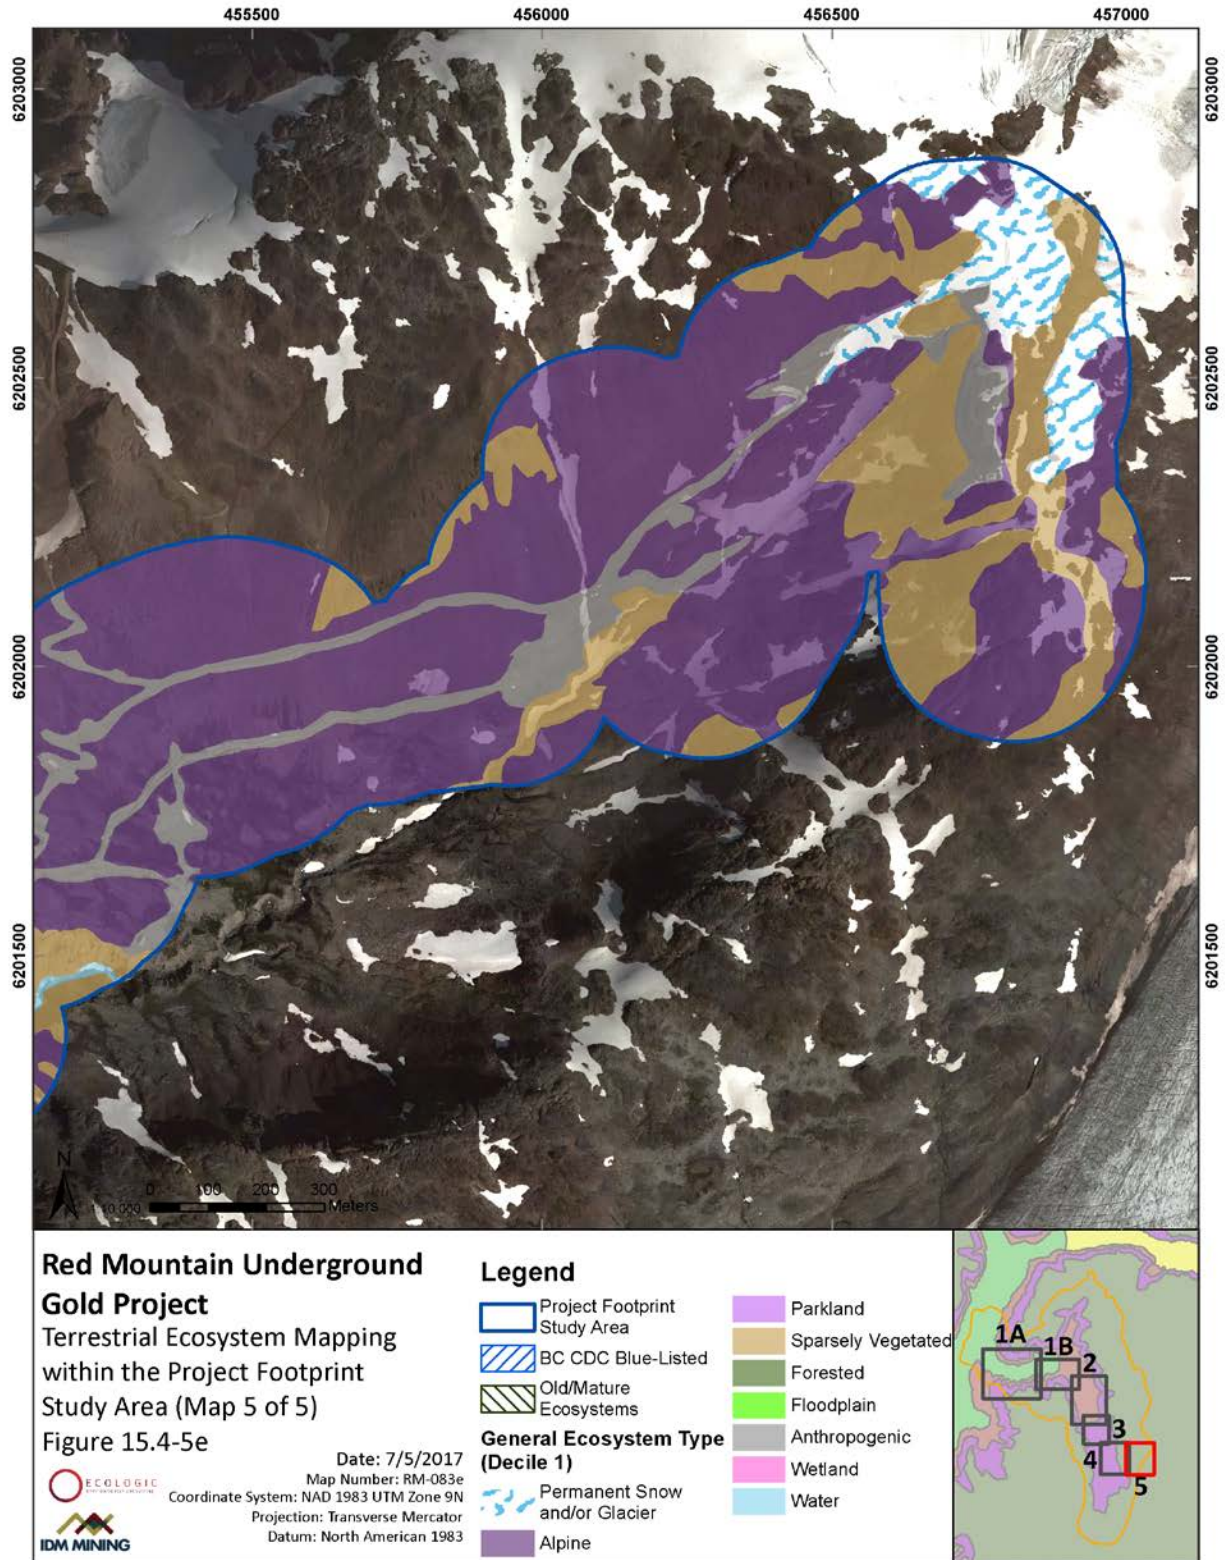 455500 456000 456500 457000
6203000 6203000
6202500 6202500
6202000 6202000
6201500 6201500
N
0 100 200 300
1:10,000 Meters
Red Mountain Underground
Gold Project
Terrestrial Ecosystem Mapping
within the Project Footprint
Study Area (Map 5 of 5)
Figure 15.4-5e
Date: 7/5/2017
Map Number: RM-083e
Coordinate System: NAD 1983 UTM Zone 9N
Projection: Transverse Mercator
Datum: North American 1983
ECOLOGIC
IDM MINING
Legend
Project Footprint
Study Area
BC CDC Blue-Listed
Old/Mature
Ecosystems
General Ecosystem Type
(Decile 1)
Permanent Snow
and/or Glacier
Alpine
Parkland
Sparsely Vegetated
Forested
Floodplain
Anthropogenic
Wetland
Water
1A
1B
2
3
4
5